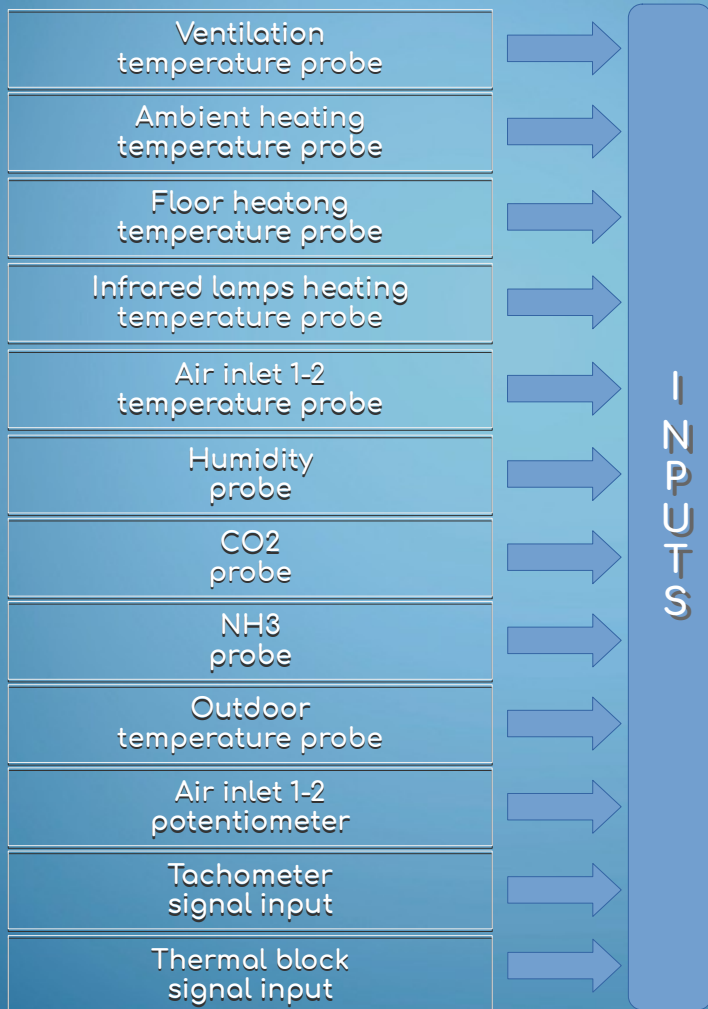 Ventilation
temperature probe
Ambient heating
temperature probe
Floor heatong
temperature probe
Infrared lamps heating
temperature probe
Air inlet 1-2
temperature probe
Humidity
probe
CO2
probe
NH3
probe
Outdoor
temperature probe
Air inlet 1-2
potentiometer
Tachometer
signal input
Thermal block
signal input
INPUTS